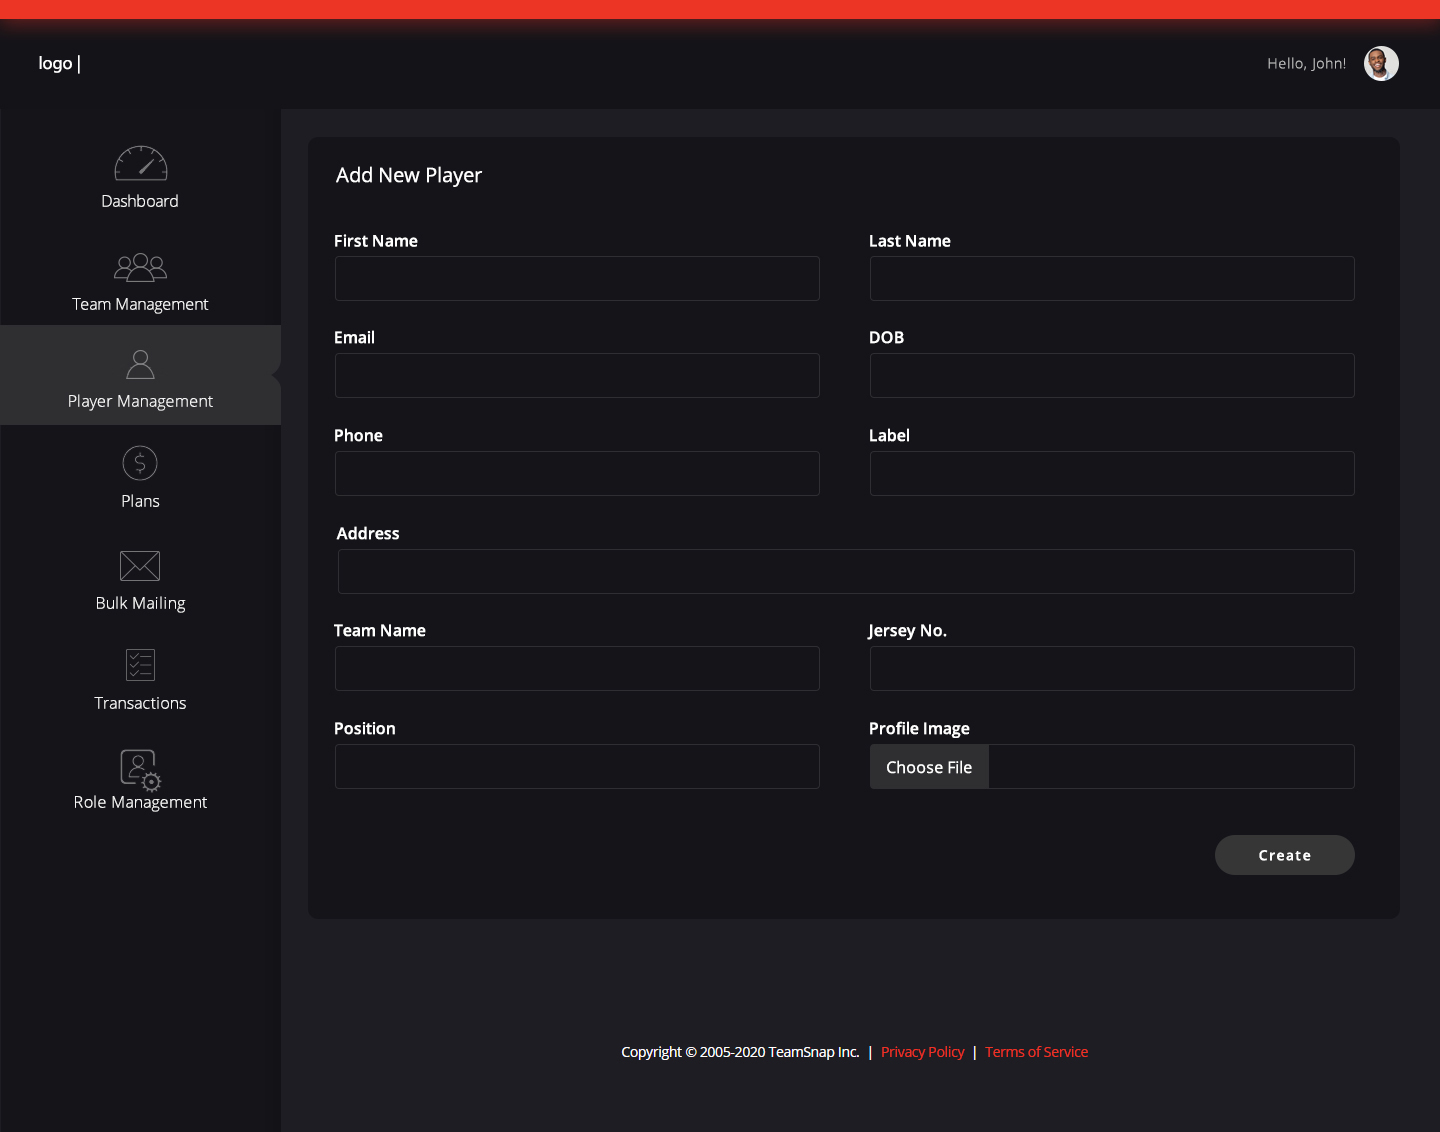 logo |
Hello, John!
Dashboard
Team Management
Player Management
$
Plans
Bulk Mailing
Transactions
Role Management
Add New Player
First Name
Last Name
Email
DOB
Phone
Label
Address
Team Name
Jersey No.
Position
Profile Image
Choose File
Create
Copyright © 2005-2020 TeamSnap Inc. | Privacy Policy | Terms of Service